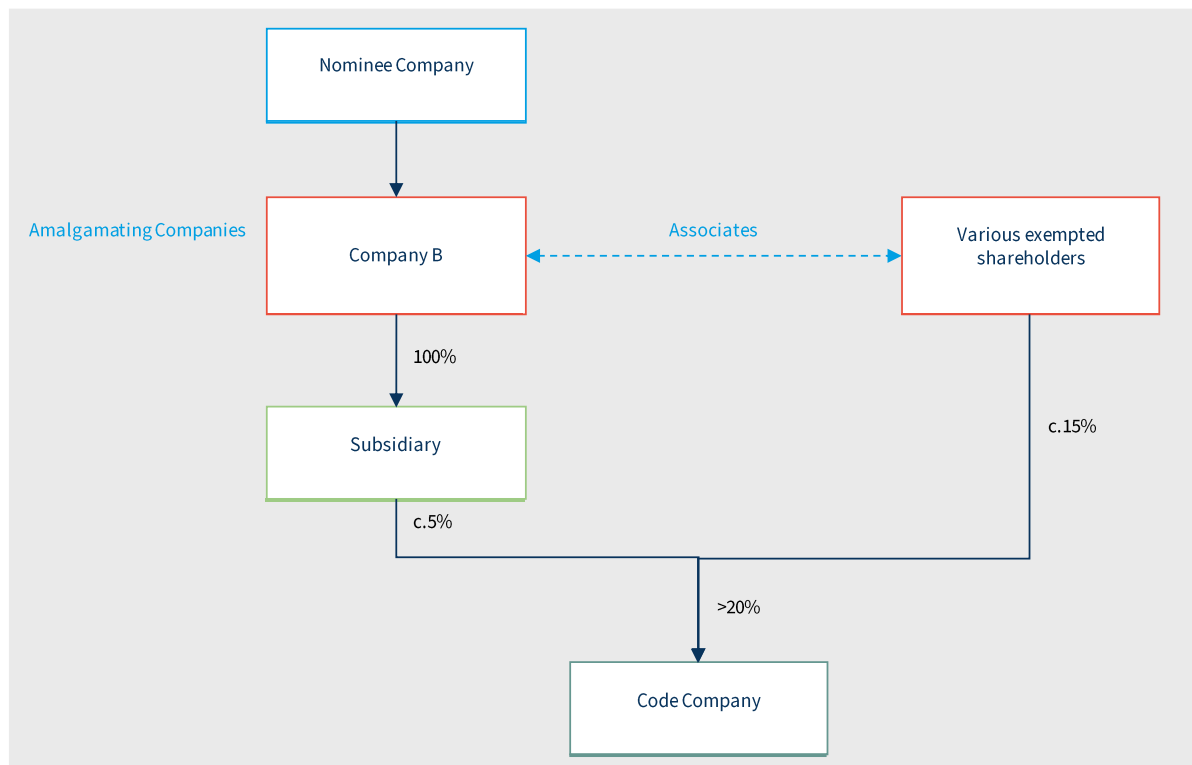 Nominee Company
Amalgamating Companies
Company B
Associates
Various exempted
shareholders
100%
Subsidiary
c.15%
c.5%
>20%
Code Company